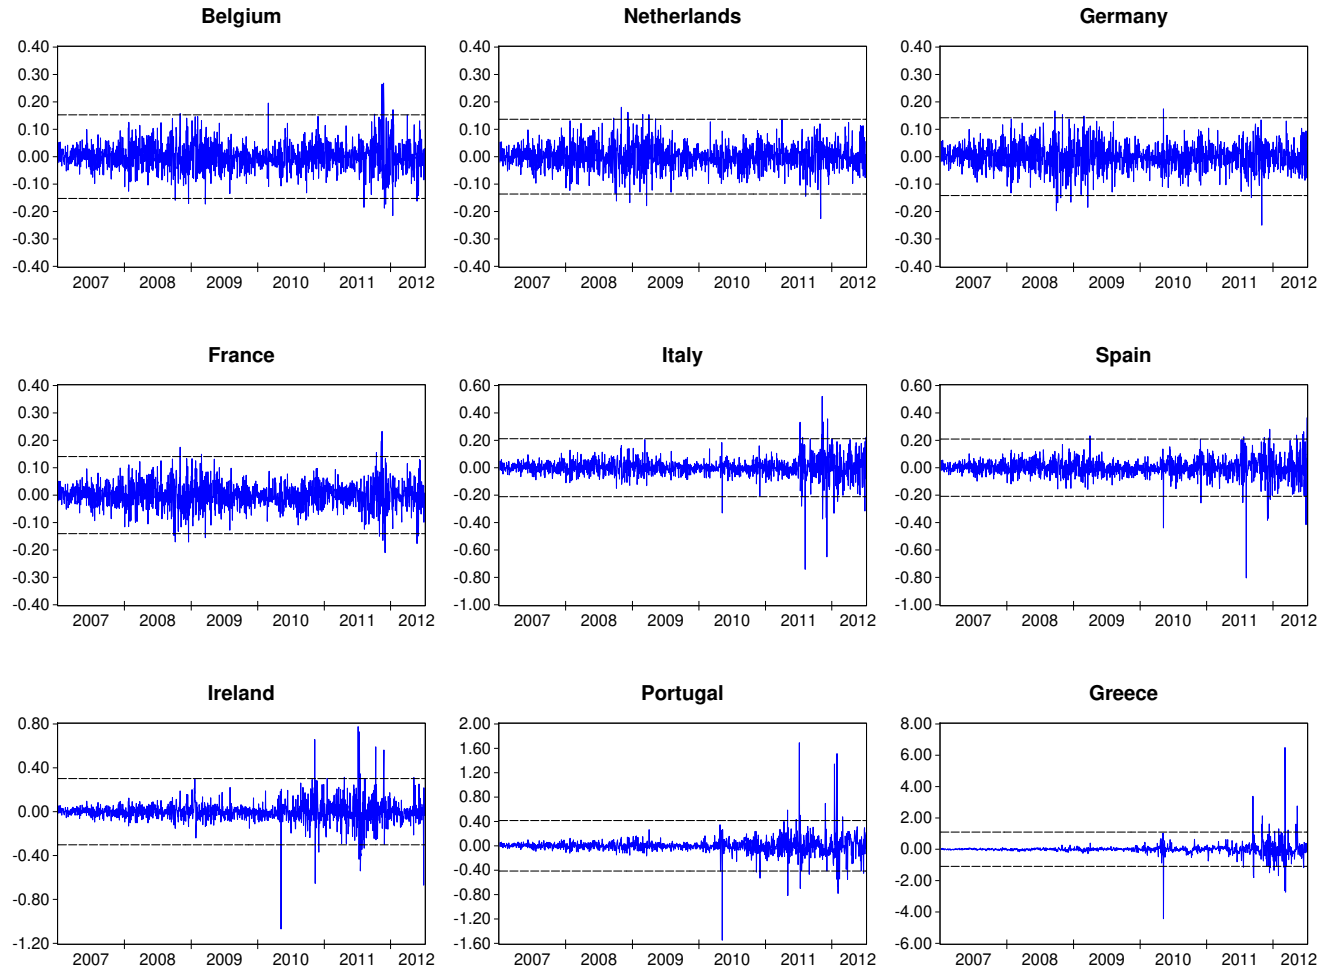 Belgium Netherlands Germany
0.40 0.40 0.40
0.30 0.30 0.30
0.20 0.20 0.20
0.10 0.10 0.10
0.00 0.00 0.00
-0.10 -0.10 -0.10
-0.20 -0.20 -0.20
-0.30 -0.30 -0.30
-0.40 -0.40 -0.40
2007 2008 2009 2010 2011 2012 2007 2008 2009 2010 2011 2012 2007 2008 2009 2010 2011 2012
France Italy Spain
0.40 0.60 0.60
0.30 0.40 0.40
0.20 0.20 0.20
0.10 0.00 0.00
0.00 -0.20 -0.20
-0.10 -0.40 -0.40
-0.20 -0.60 -0.60
-0.30 -0.80 -0.80
-0.40 -1.00 -1.00
2007 2008 2009 2010 2011 2012 2007 2008 2009 2010 2011 2012 2007 2008 2009 2010 2011 2012
Ireland Portugal Greece
0.80 2.00 8.00
1.60 6.00
0.40 1.20 4.00
0.80
0.40 2.00
0.00 0.00 0.00
-0.40 -0.40 -2.00
-0.80 -0.80 -4.00
-1.20
-1.20 -1.60 -6.00
2007 2008 2009 2010 2011 2012 2007 2008 2009 2010 2011 2012 2007 2008 2009 2010 2011 2012